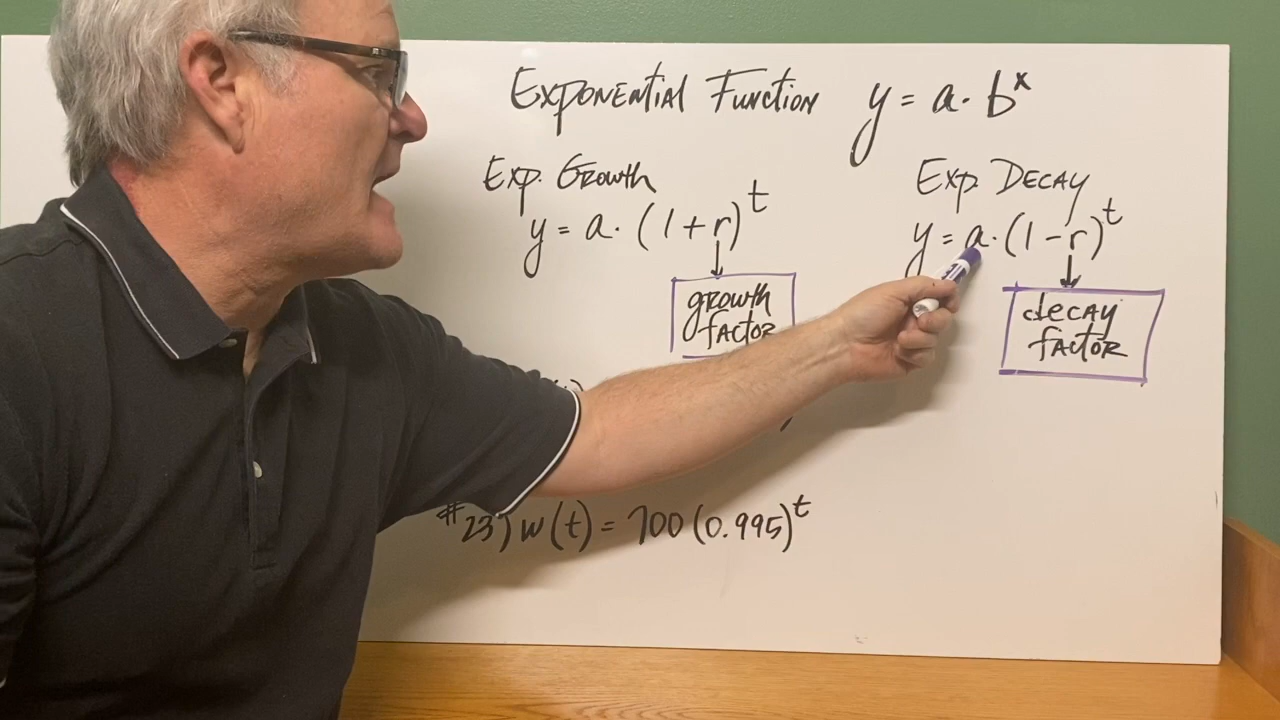 Exponential Function y = a · b^x
Exp. Growth
y = a · (1 + r)^t
growth
factor
Exp. Decay
y = a · (1 - r)^t
decay
factor
#23) w(t) = 700 (0.995)^t